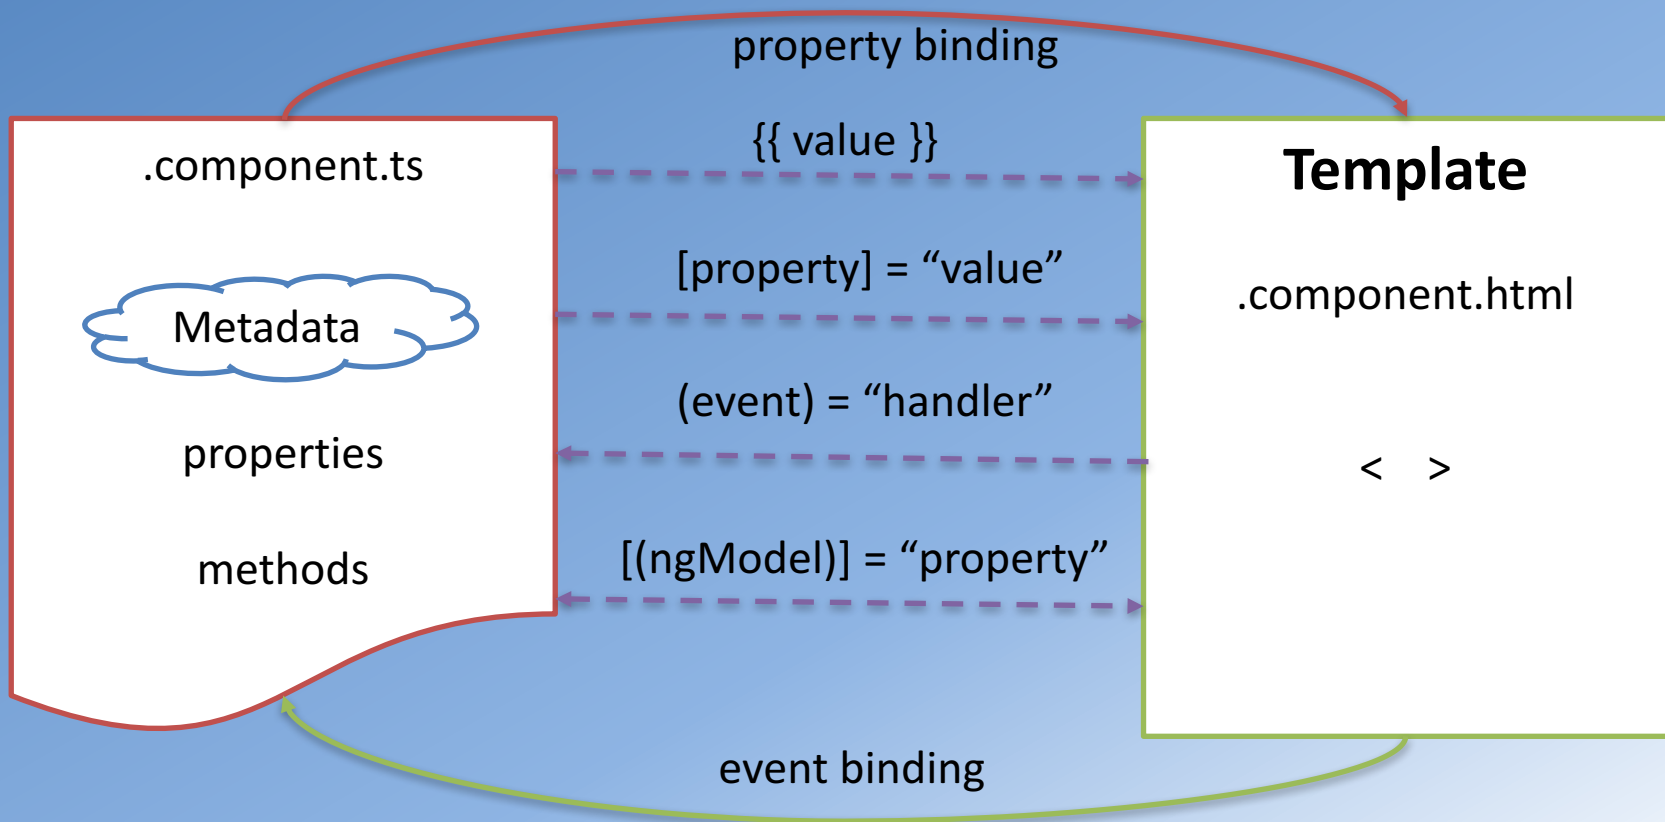 property binding
{{ value }}
.component.ts
Template
[property] = “value”
.component.html
Metadata
(event) = “handler”
properties
< >
[(ngModel)] = “property”
methods
event binding